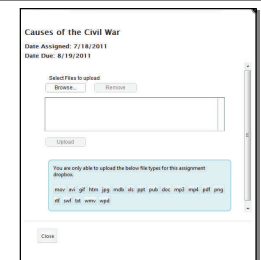 Causes of the Civil War
Date Assigned: 7/18/2011
Date Due: 8/19/2011
Select Files to upload
Browse... Remove
Upload
You are only able to upload the below file types for this assignment
dropbox.
mov avi gif htm jpg mdb xls ppt pub doc mp3 mp4 pdf png
rtf swf txt wmv wpd
Close